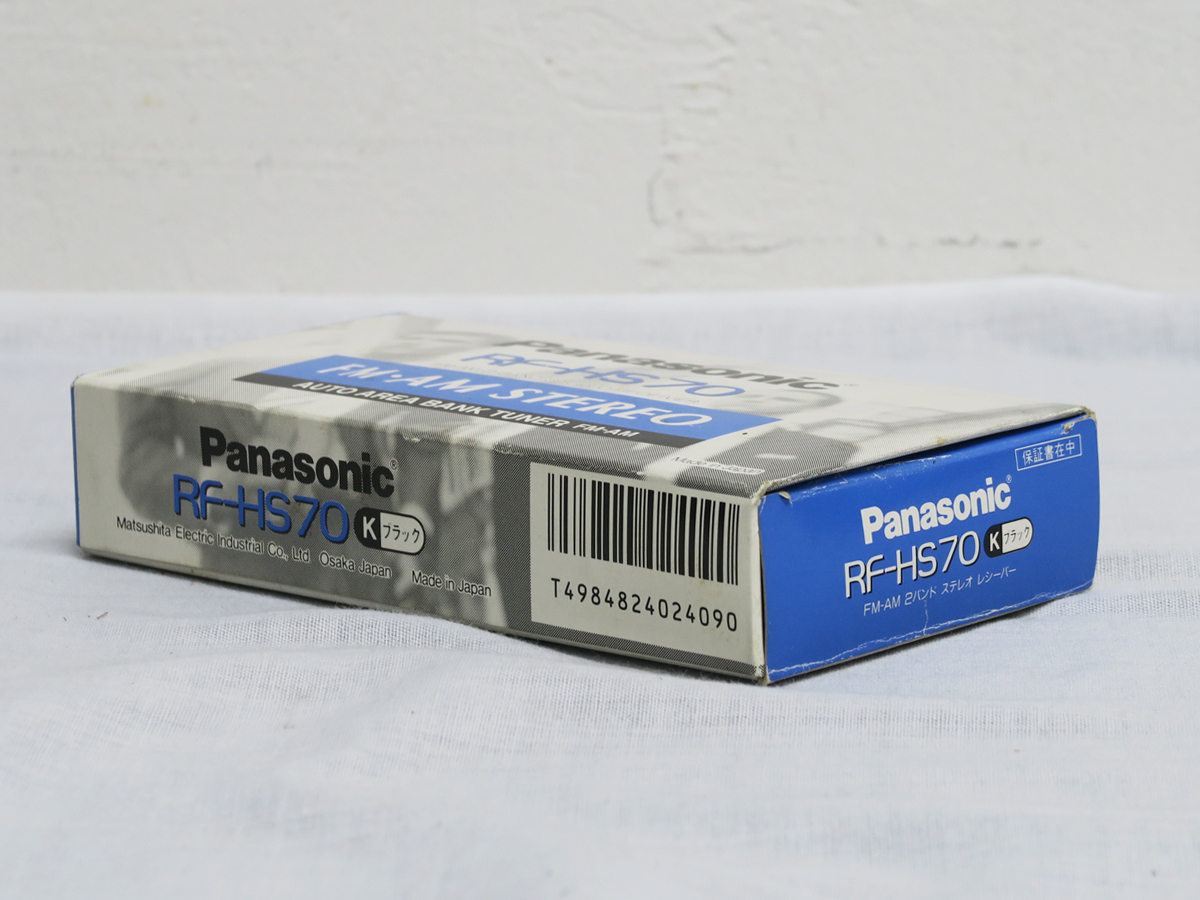 Panasonic®
RF-HS70
FM-AM STEREO
AUTO AREA BANK TUNER FM-AM
Made in Japan
Panasonic®
RF-HS70 K ブラック
Matsushita Electric Industrial Co., Ltd. Osaka Japan Made in Japan
T4984824024090
保証書在中
Panasonic®
RF-HS70 K ブラック
FM-AM 2バンド ステレオ レシーバー